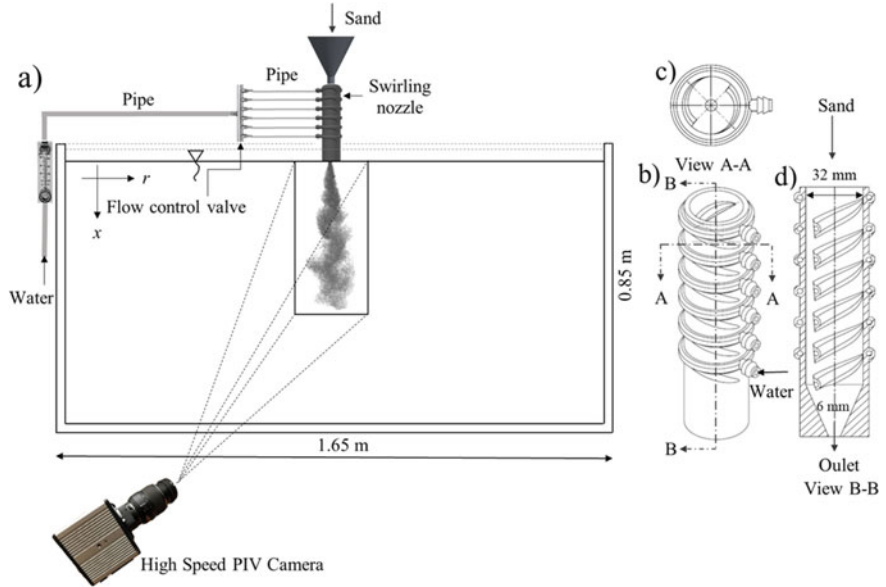 Sand
a)
Pipe
Pipe
Swirling
nozzle
r
x
Flow control valve
Water
0.85 m
1.65 m
High Speed PIV Camera
c)
View A-A
b)
B
A
A
Water
B
d)
Sand
32 mm
6 mm
Oulet
View B-B